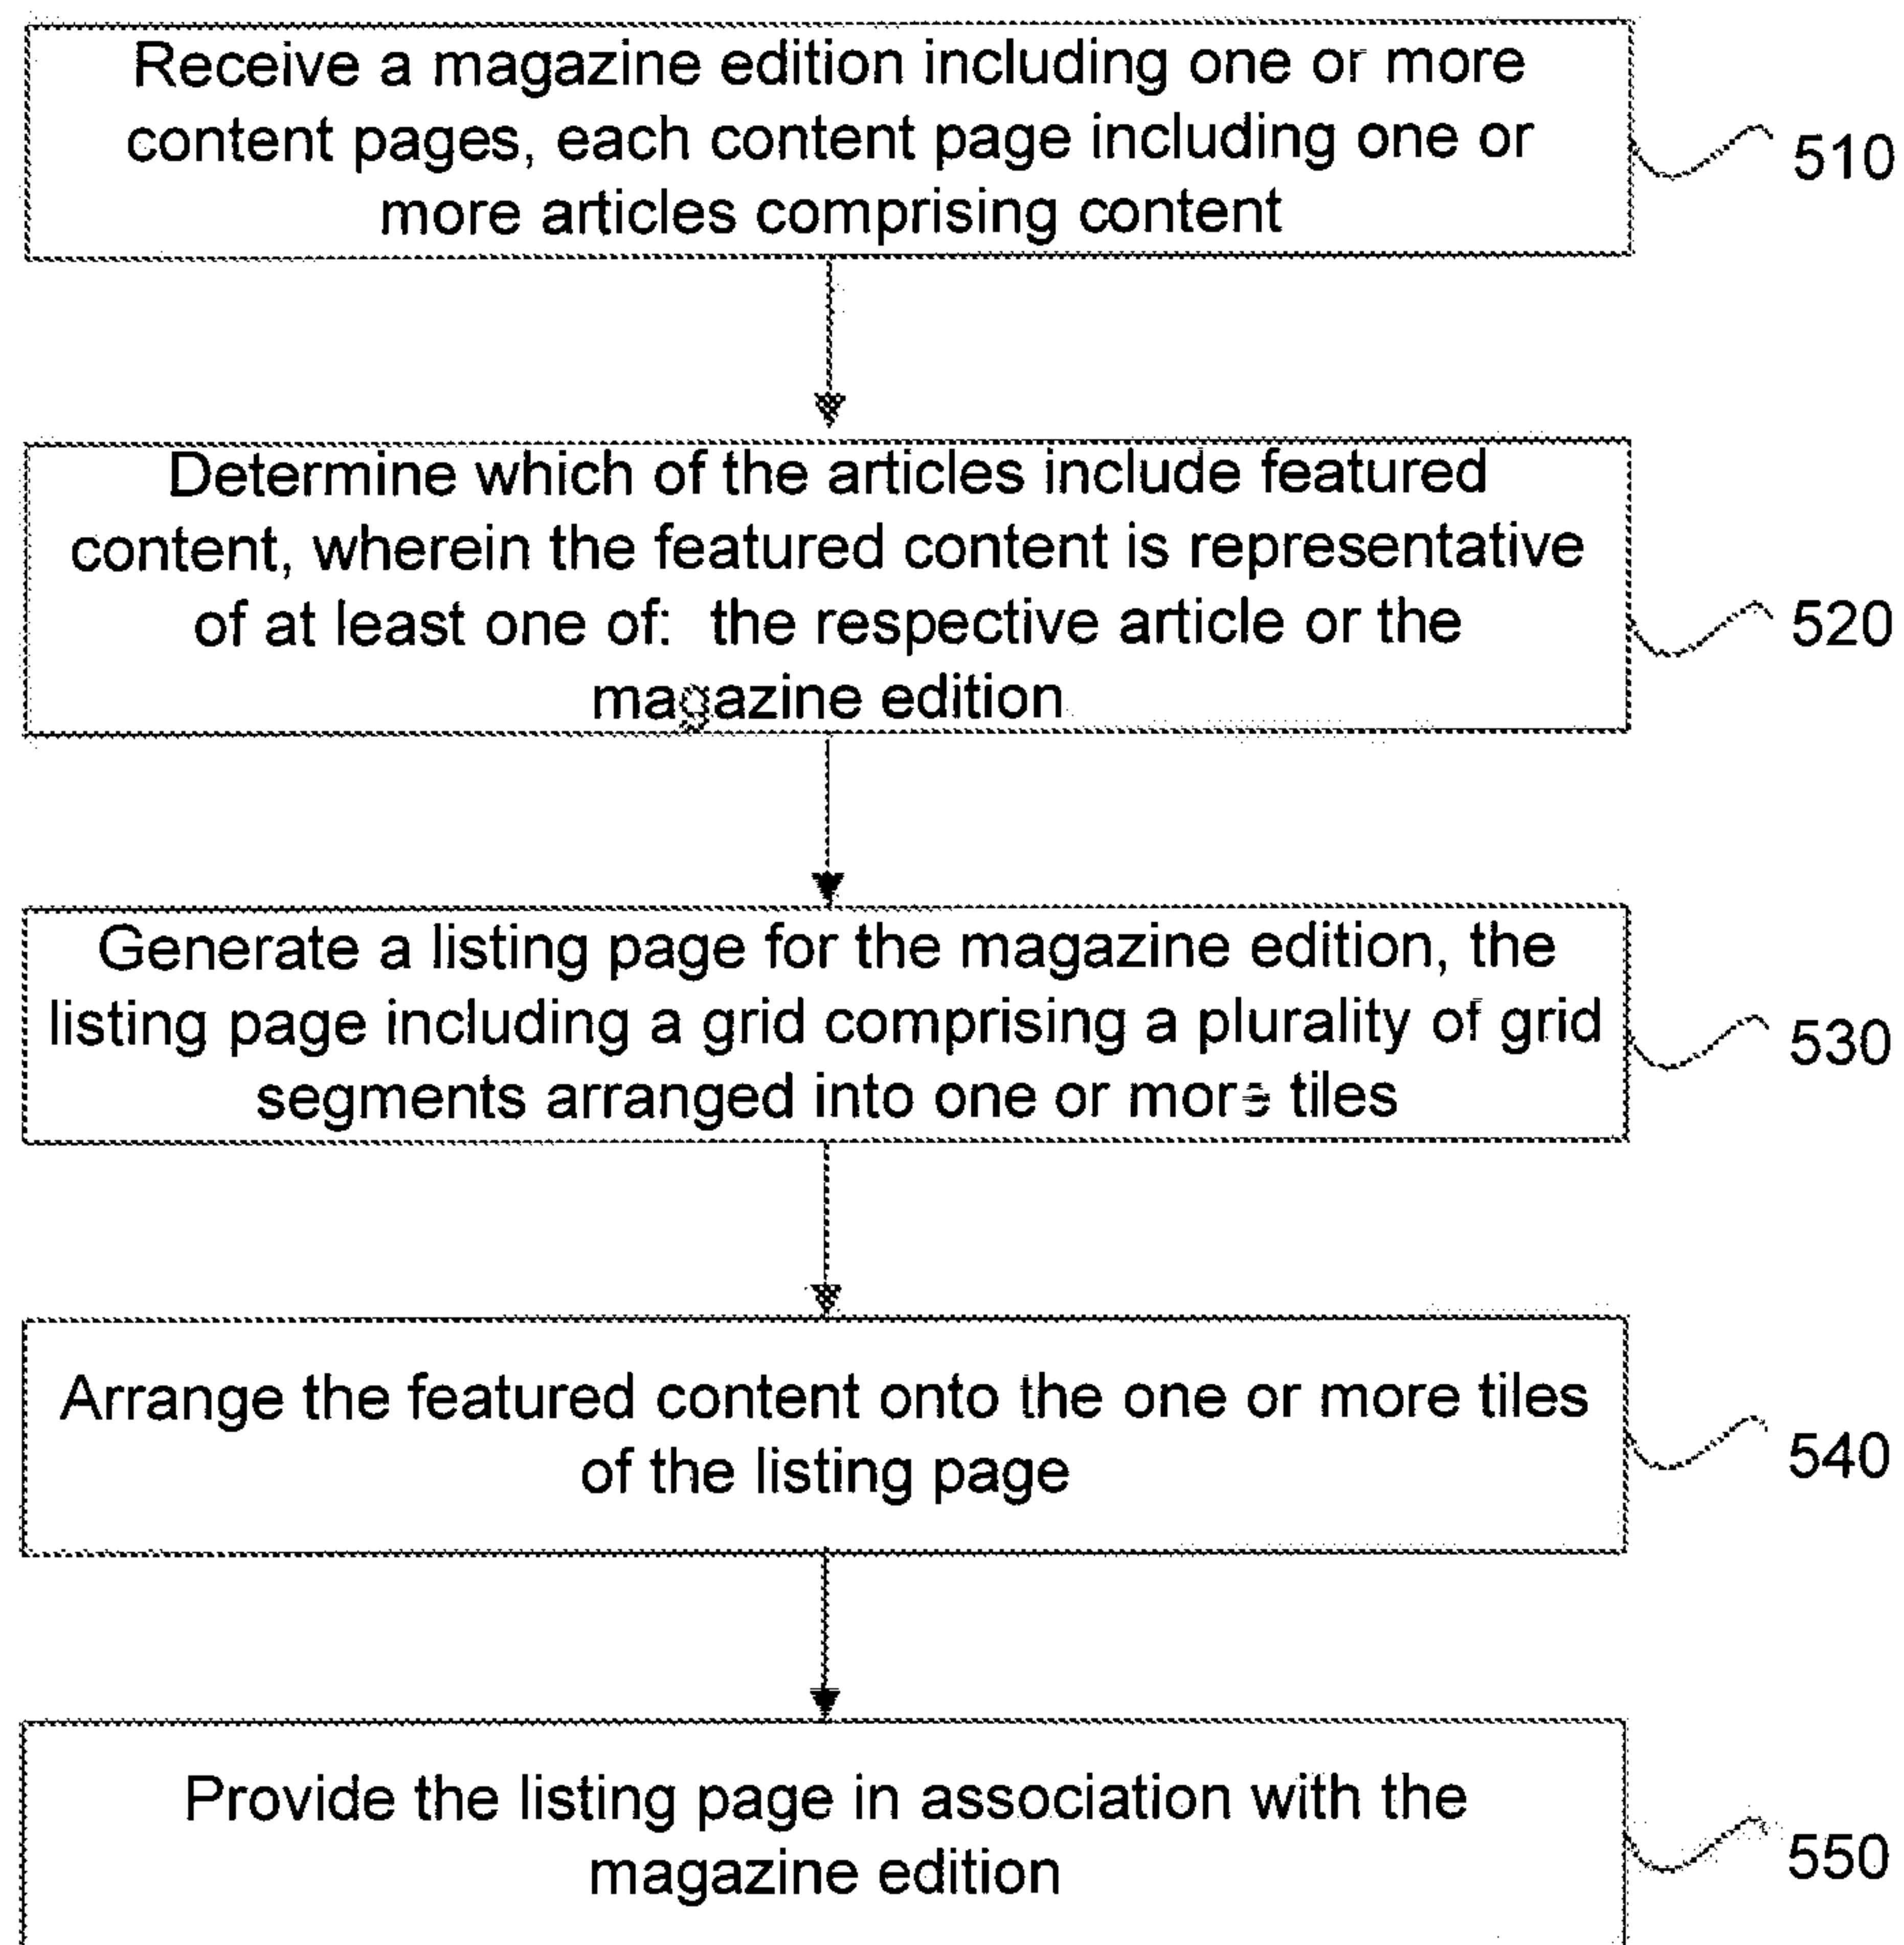 Receive a magazine edition including one or more
content pages, each content page including one or
more articles comprising content
510
Determine which of the articles include featured
content, wherein the featured content is representative
of at least one of: the respective article or the
magazine edition
520
Generate a listing page for the magazine edition, the
listing page including a grid comprising a plurality of grid
segments arranged into one or more tiles
530
Arrange the featured content onto the one or more tiles
of the listing page
540
Provide the listing page in association with the
magazine edition
550